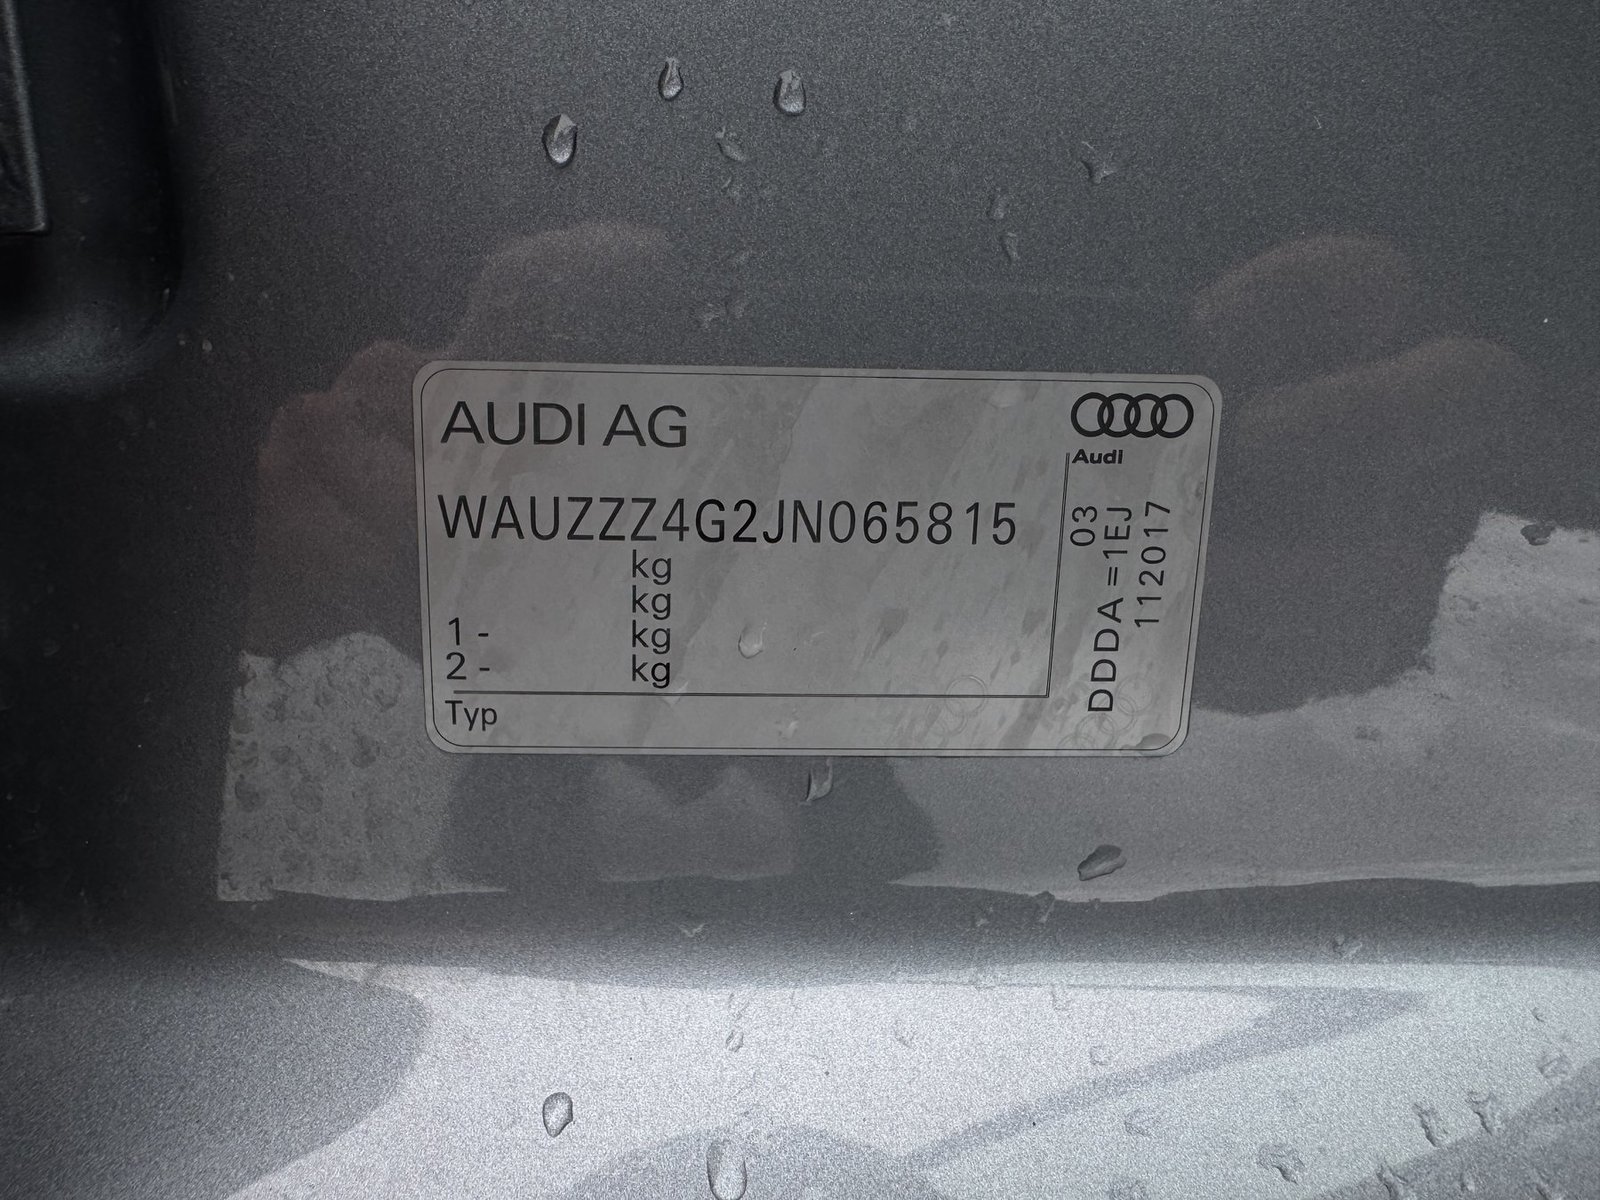 AUDI AG
Audi
WAUZZZ4G2JN065815
kg
kg
1 - kg
2 - kg
Typ
03
DDDA = 1EJ
112017